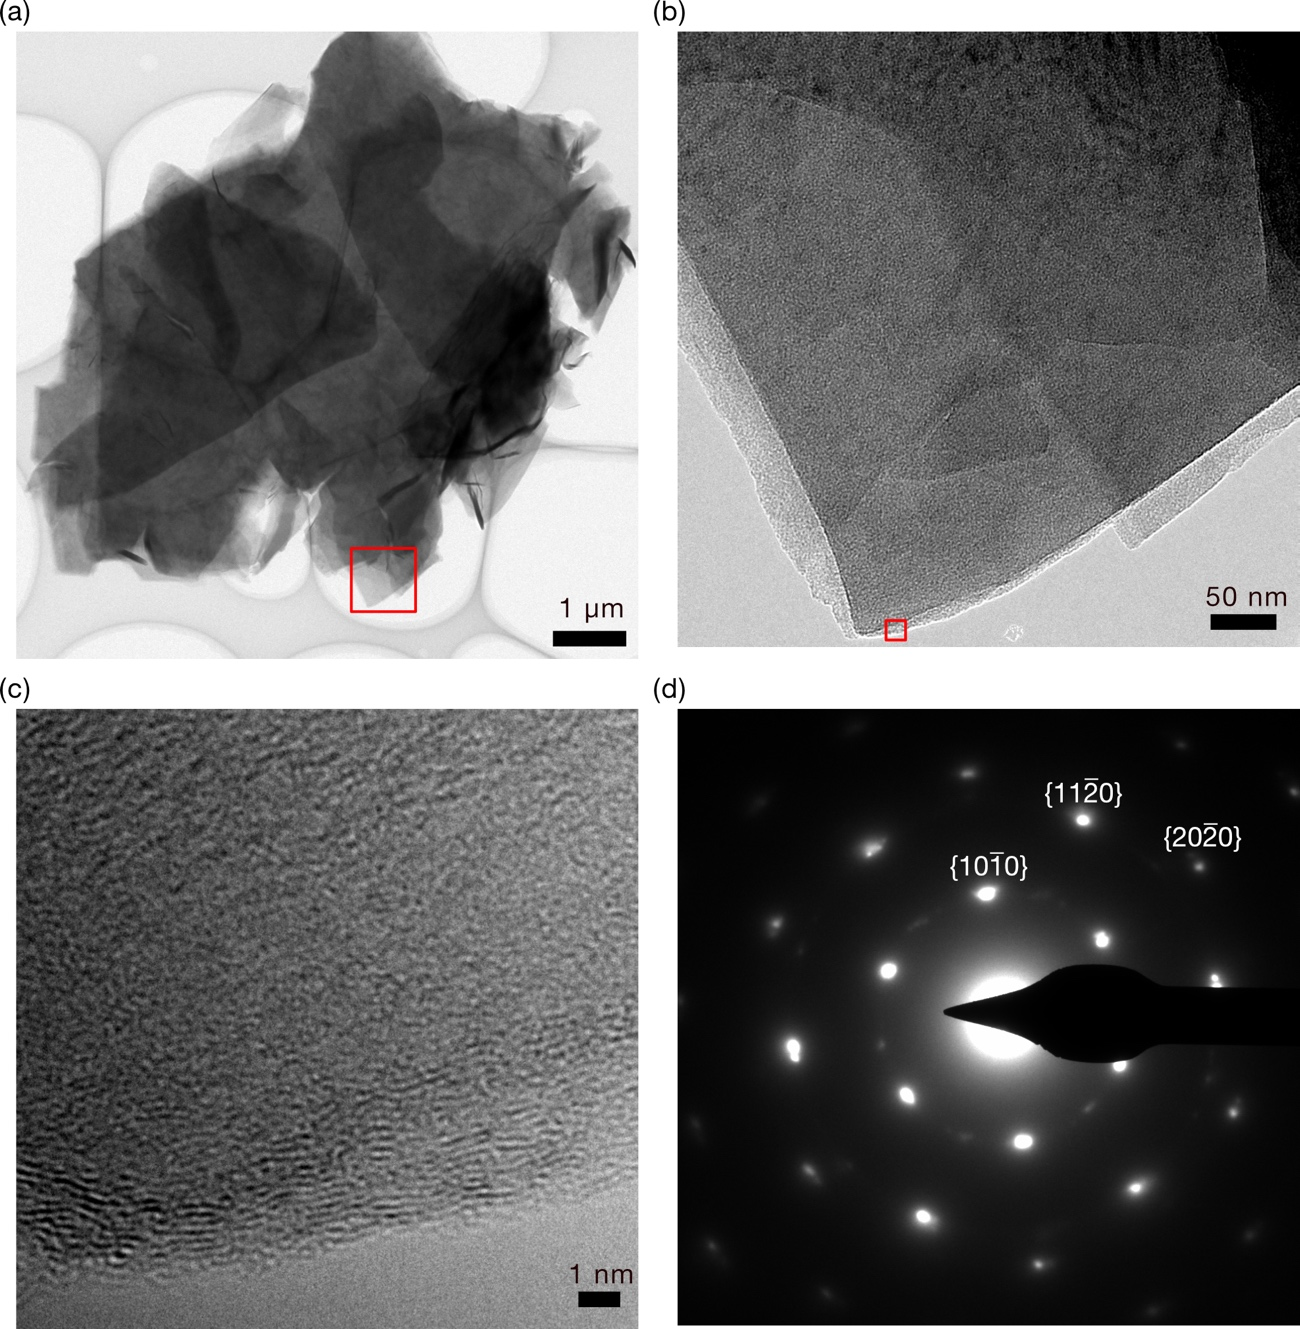 (a)
(b)
1 µm
50 nm
(c)
(d)
{112̅0}
{202̅0}
{101̅0}
1 nm